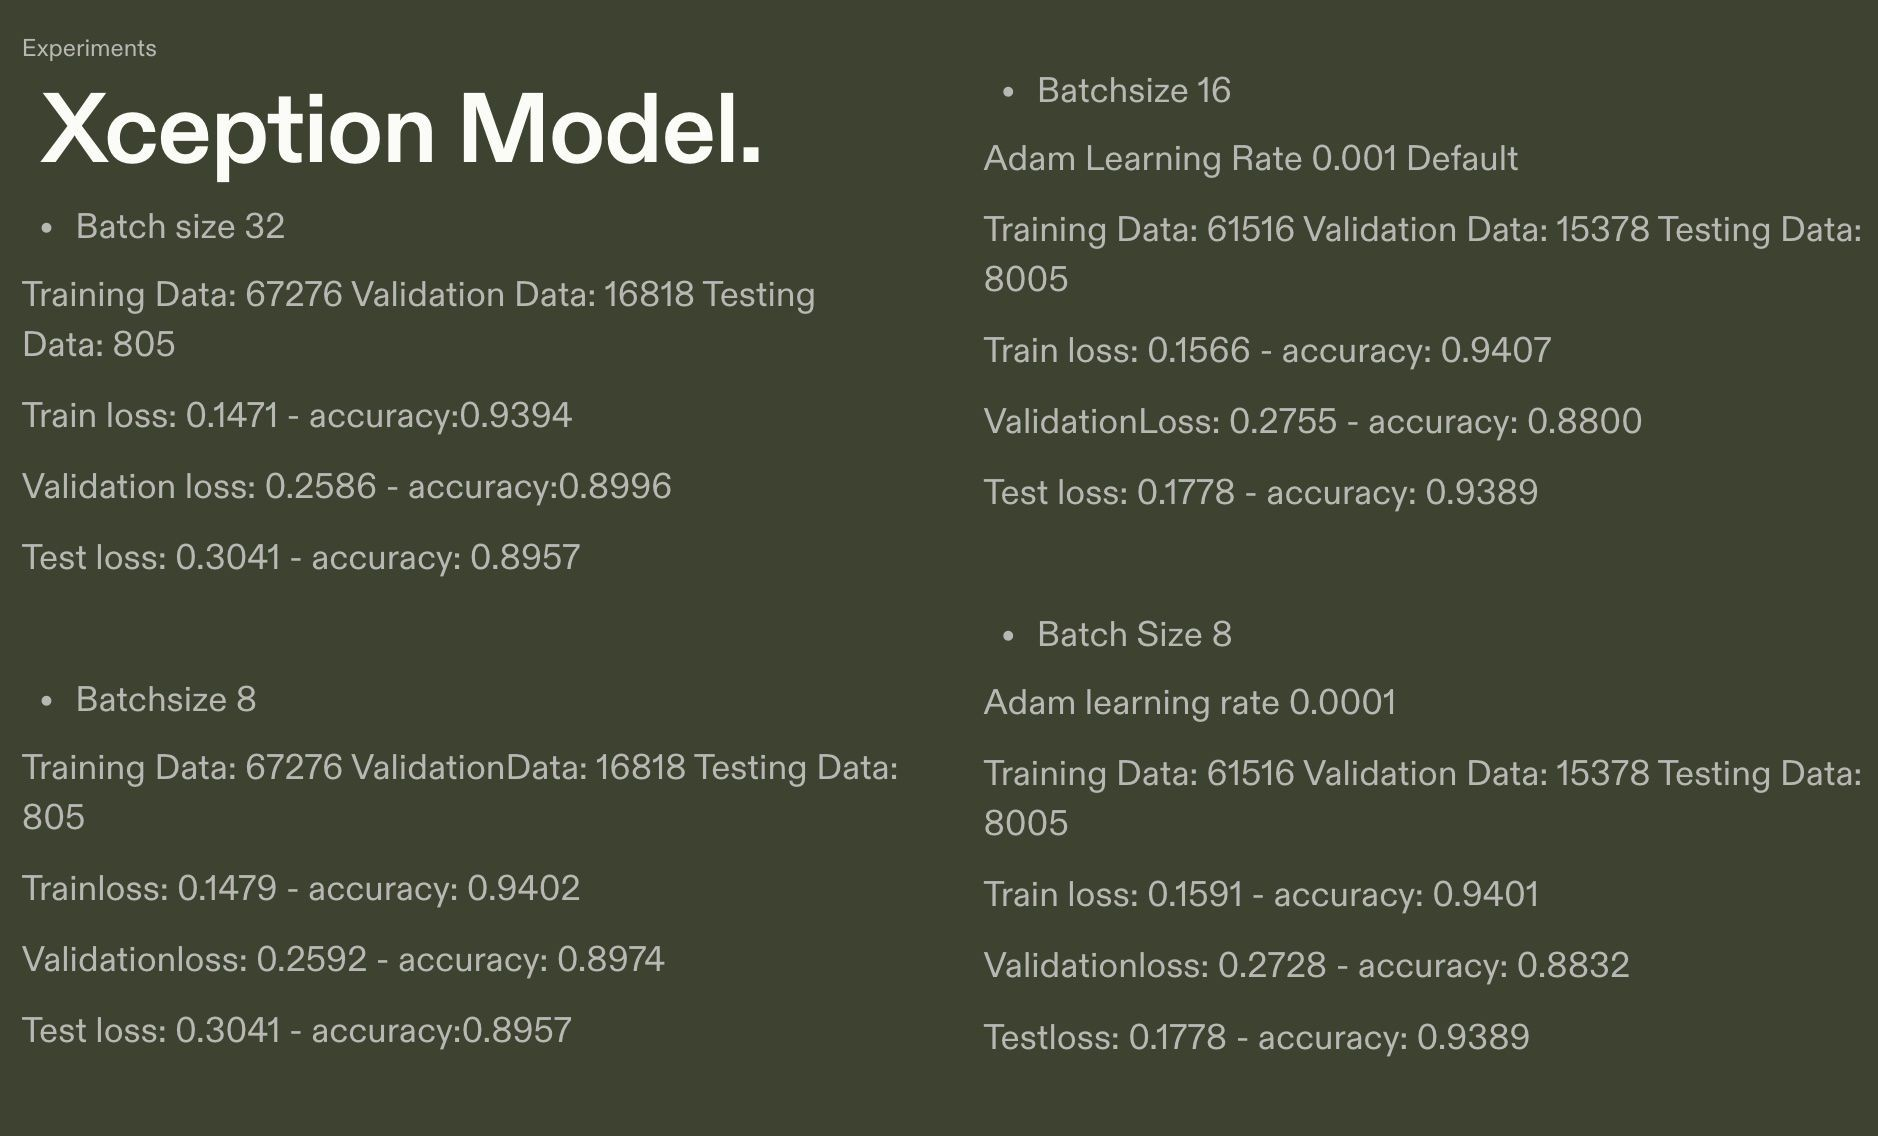 Experiments
Xception Model.
• Batch size 32
Training Data: 67276 Validation Data: 16818 Testing
Data: 805
Train loss: 0.1471 - accuracy:0.9394
Validation loss: 0.2586 - accuracy:0.8996
Test loss: 0.3041 - accuracy: 0.8957
• Batchsize 8
Training Data: 67276 ValidationData: 16818 Testing Data:
805
Trainloss: 0.1479 - accuracy: 0.9402
Validationloss: 0.2592 - accuracy: 0.8974
Test loss: 0.3041 - accuracy:0.8957
• Batchsize 16
Adam Learning Rate 0.001 Default
Training Data: 61516 Validation Data: 15378 Testing Data:
8005
Train loss: 0.1566 - accuracy: 0.9407
ValidationLoss: 0.2755 - accuracy: 0.8800
Test loss: 0.1778 - accuracy: 0.9389
• Batch Size 8
Adam learning rate 0.0001
Training Data: 61516 Validation Data: 15378 Testing Data:
8005
Train loss: 0.1591 - accuracy: 0.9401
Validationloss: 0.2728 - accuracy: 0.8832
Testloss: 0.1778 - accuracy: 0.9389